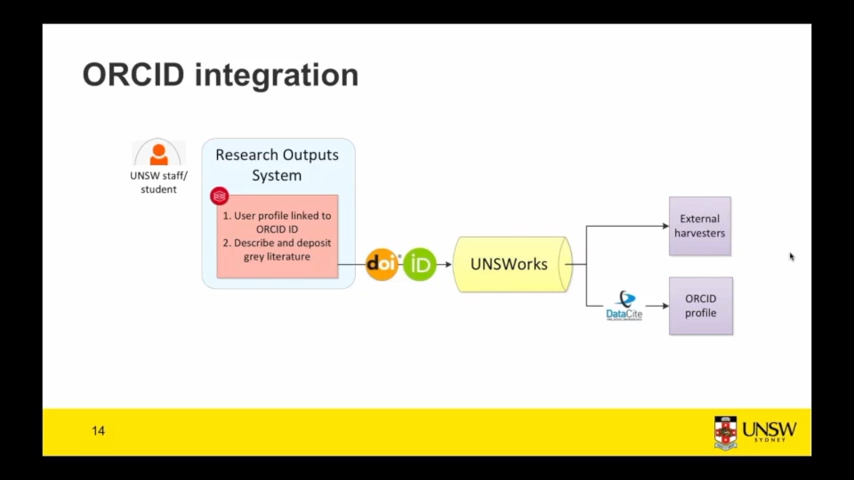 ORCID integration
UNSW staff/
student
Research Outputs
System
1. User profile linked to
ORCID ID
2. Describe and deposit
grey literature
doi
iD
UNSWorks
External
harvesters
DataCite
ORCID
profile
14
UNSW
SYDNEY